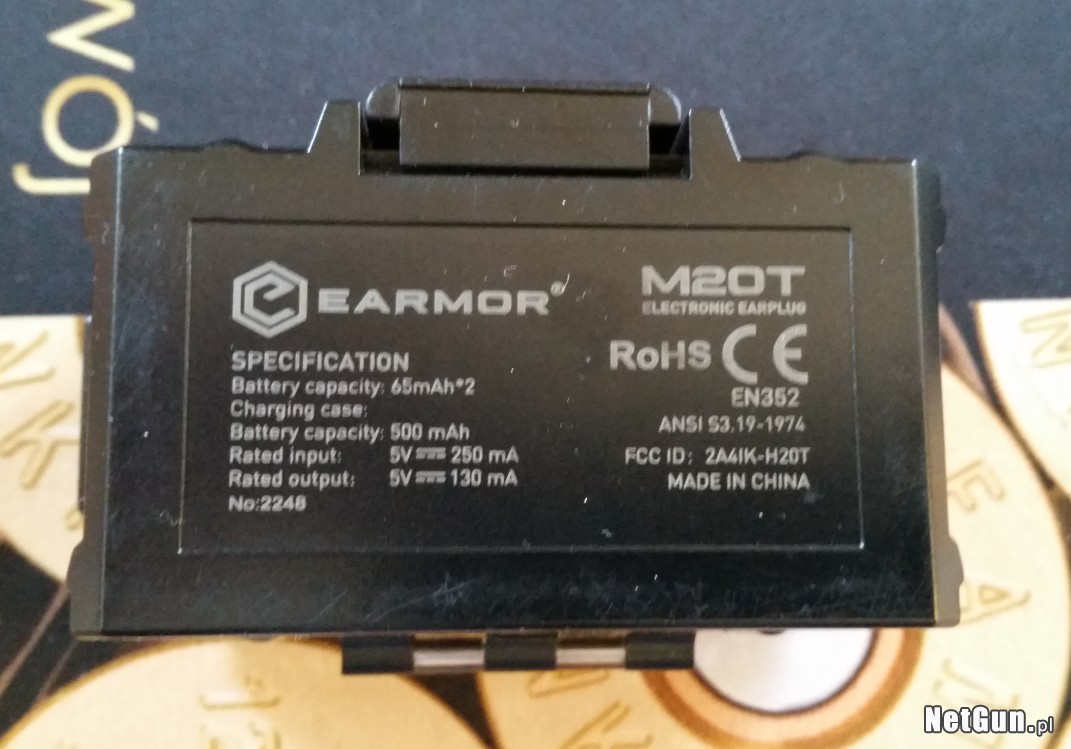 WÓJ
EARMOR®
M20T
ELECTRONIC EARPLUG
SPECIFICATION
Battery capacity: 65mAh*2
Charging case:
Battery capacity: 500 mAh
Rated input: 5V⎓250 mA
Rated output: 5V⎓130 mA
No:2248
RoHS CE
EN352
ANSI S3.19-1974
FCC ID: 2A4IK-H20T
MADE IN CHINA
NetGun.pl